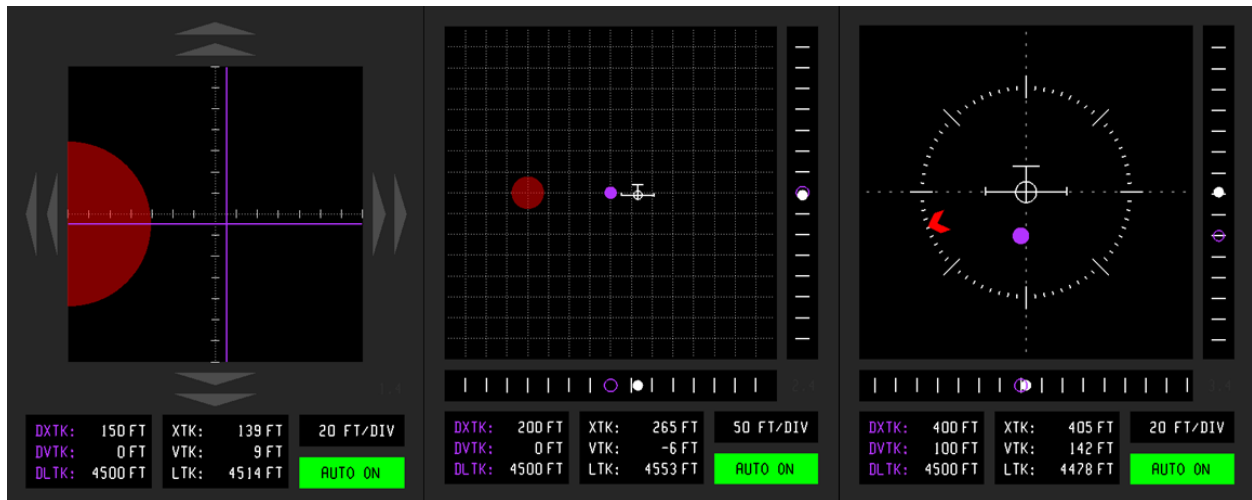 DXTK: 150 FT
DVTK: 0 FT
DLTK: 4500 FT
XTK: 139 FT
VTK: 9 FT
LTK: 4514 FT
20 FT/DIV
AUTO ON
DXTK: 200 FT
DVTK: 0 FT
DLTK: 4500 FT
XTK: 265 FT
VTK: -6 FT
LTK: 4553 FT
50 FT/DIV
AUTO ON
DXTK: 400 FT
DVTK: 100 FT
DLTK: 4500 FT
XTK: 405 FT
VTK: 142 FT
LTK: 4478 FT
20 FT/DIV
AUTO ON